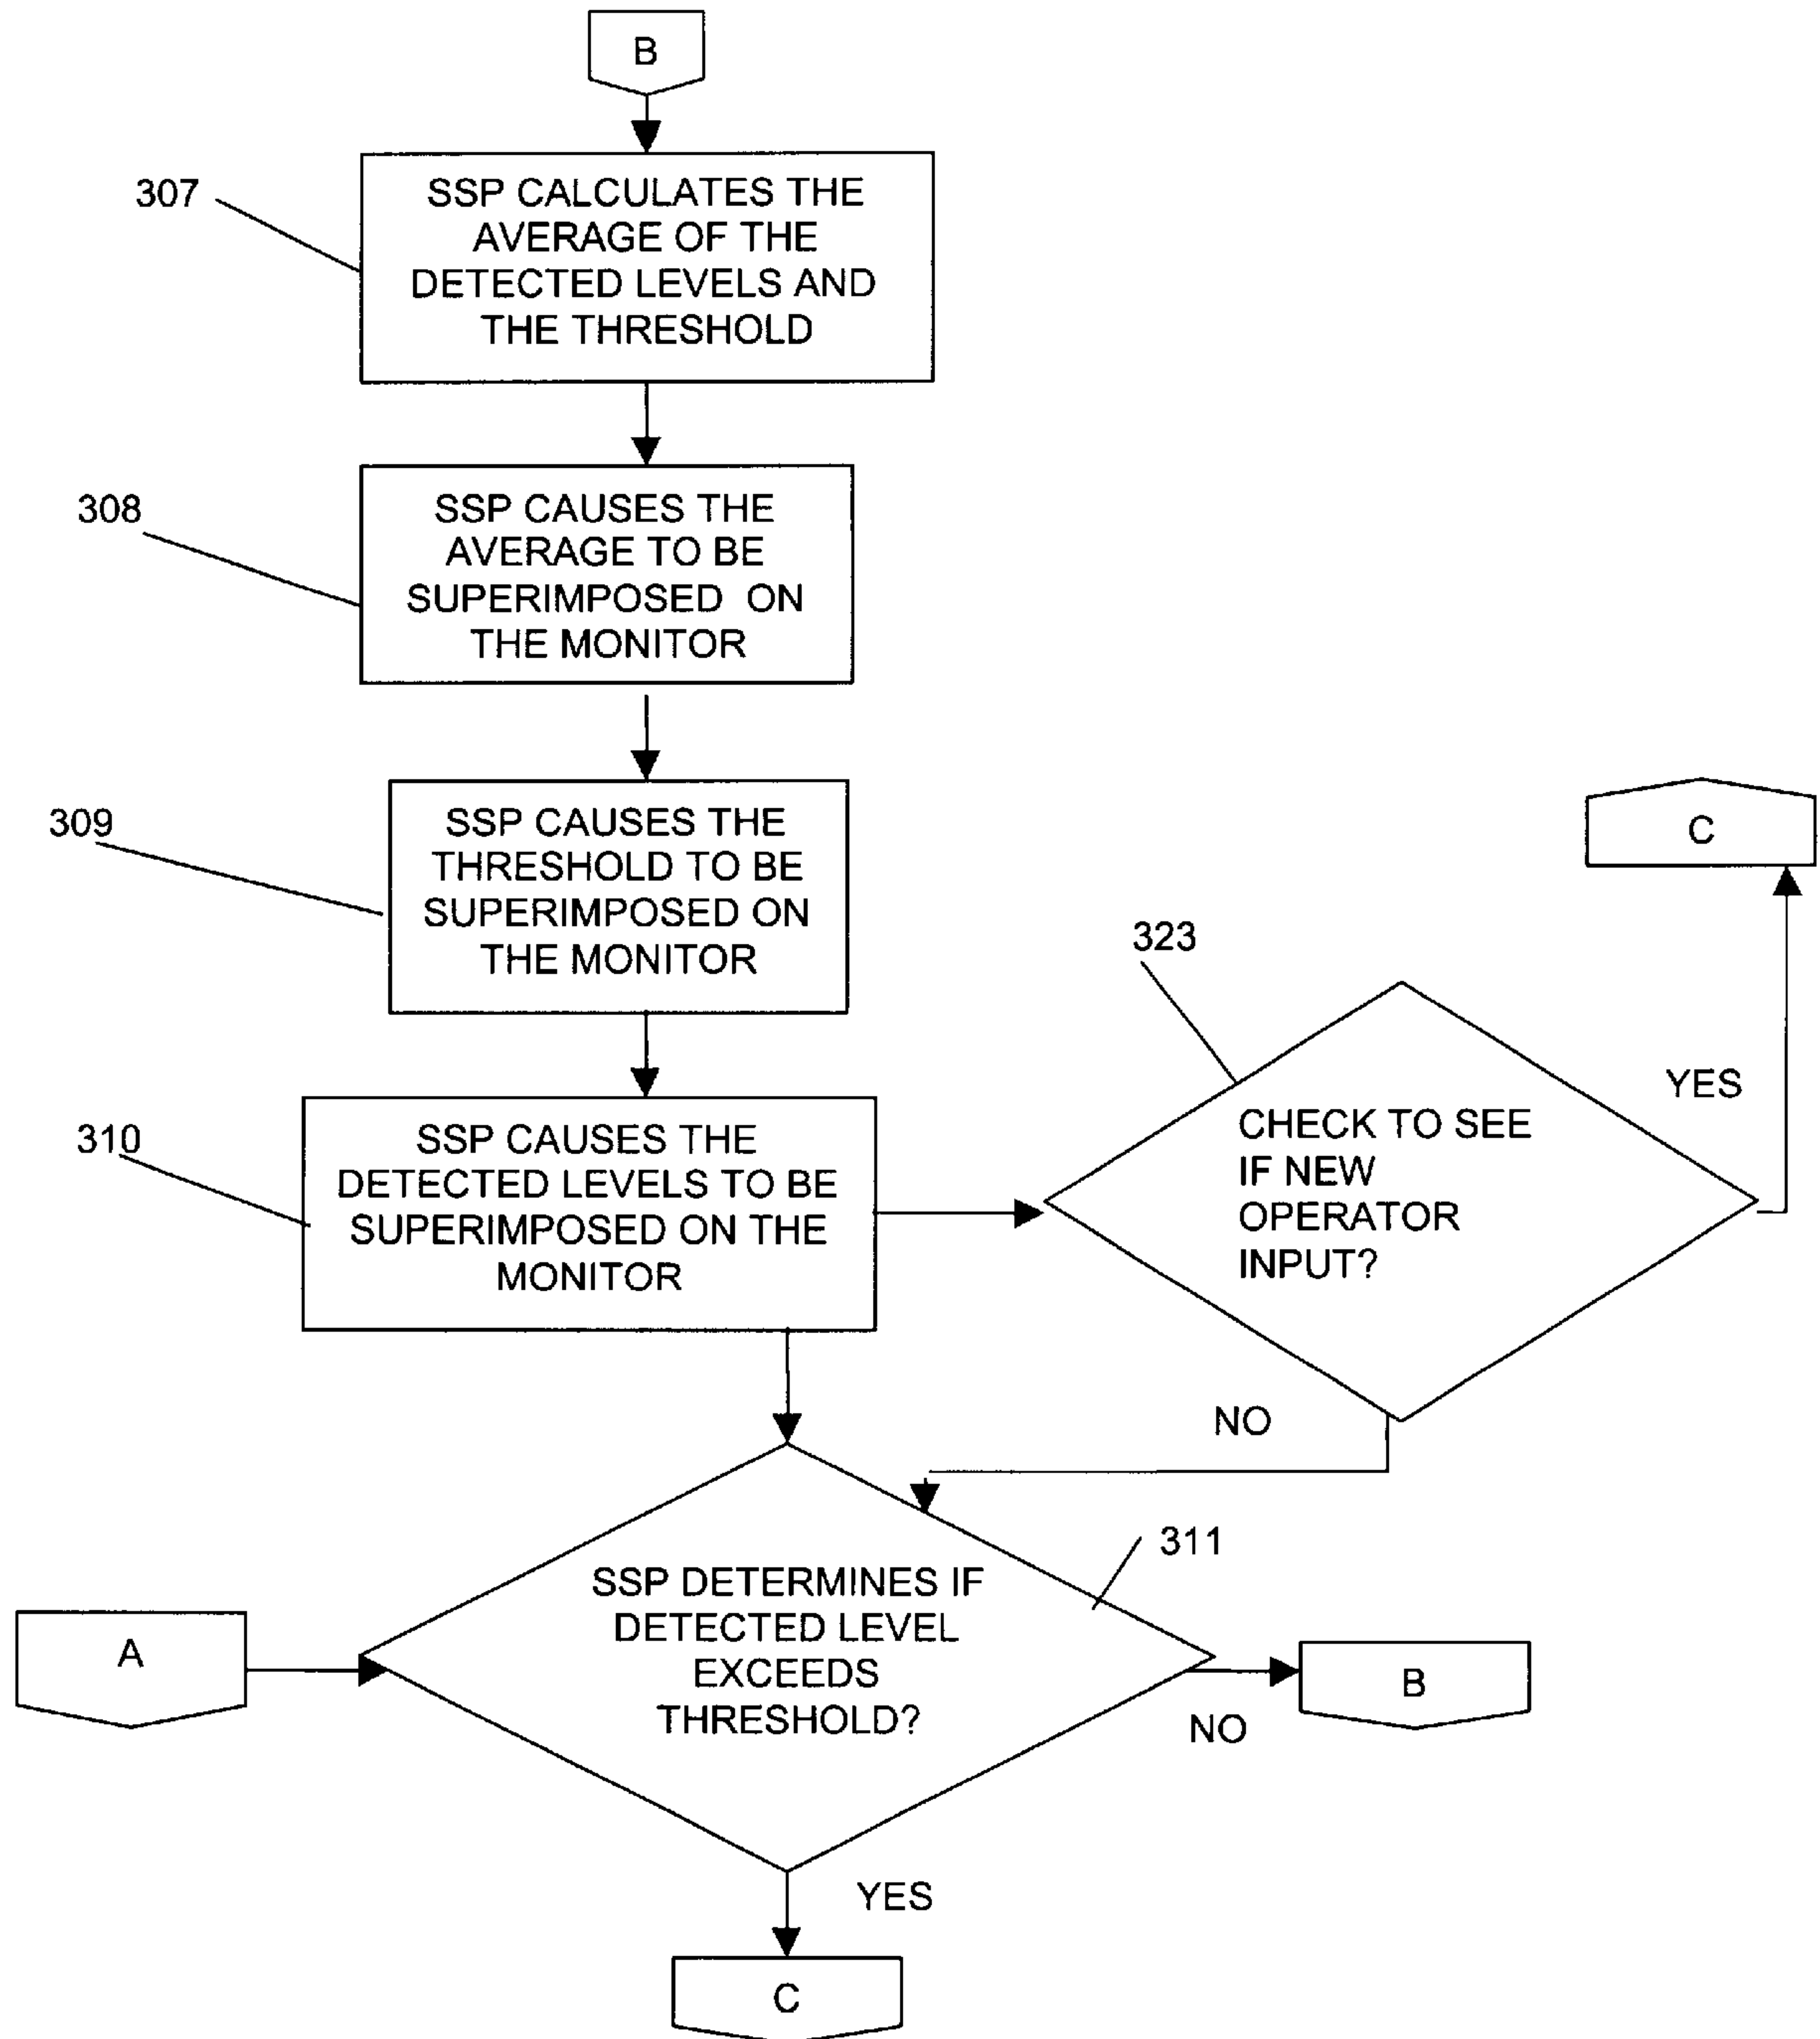 B
307
SSP CALCULATES THE
AVERAGE OF THE
DETECTED LEVELS AND
THE THRESHOLD
308
SSP CAUSES THE
AVERAGE TO BE
SUPERIMPOSED ON
THE MONITOR
309
SSP CAUSES THE
THRESHOLD TO BE
SUPERIMPOSED ON
THE MONITOR
C
323
YES
CHECK TO SEE
IF NEW
OPERATOR
INPUT?
310
SSP CAUSES THE
DETECTED LEVELS TO BE
SUPERIMPOSED ON THE
MONITOR
NO
311
SSP DETERMINES IF
DETECTED LEVEL
EXCEEDS
THRESHOLD?
A
B
NO
YES
C